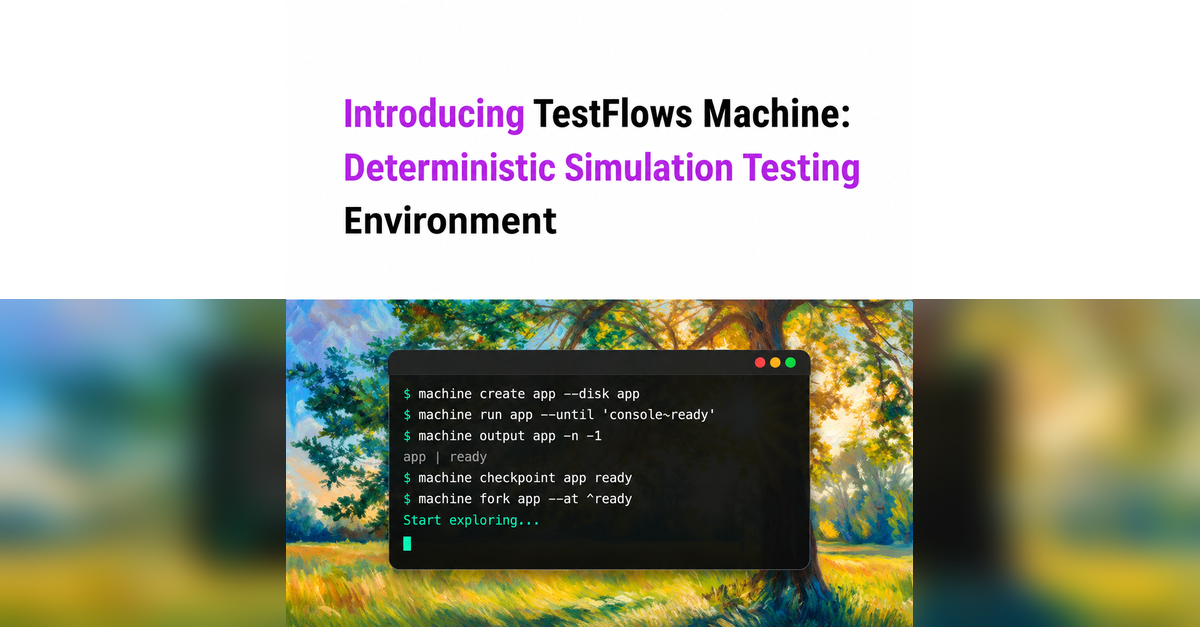 Introducing TestFlows Machine:
Deterministic Simulation Testing
Environment
$ machine create app --disk app
$ machine run app --until 'console~ready'
$ machine output app -n -1
app | ready
$ machine checkpoint app ready
$ machine fork app --at ^ready
Start exploring...